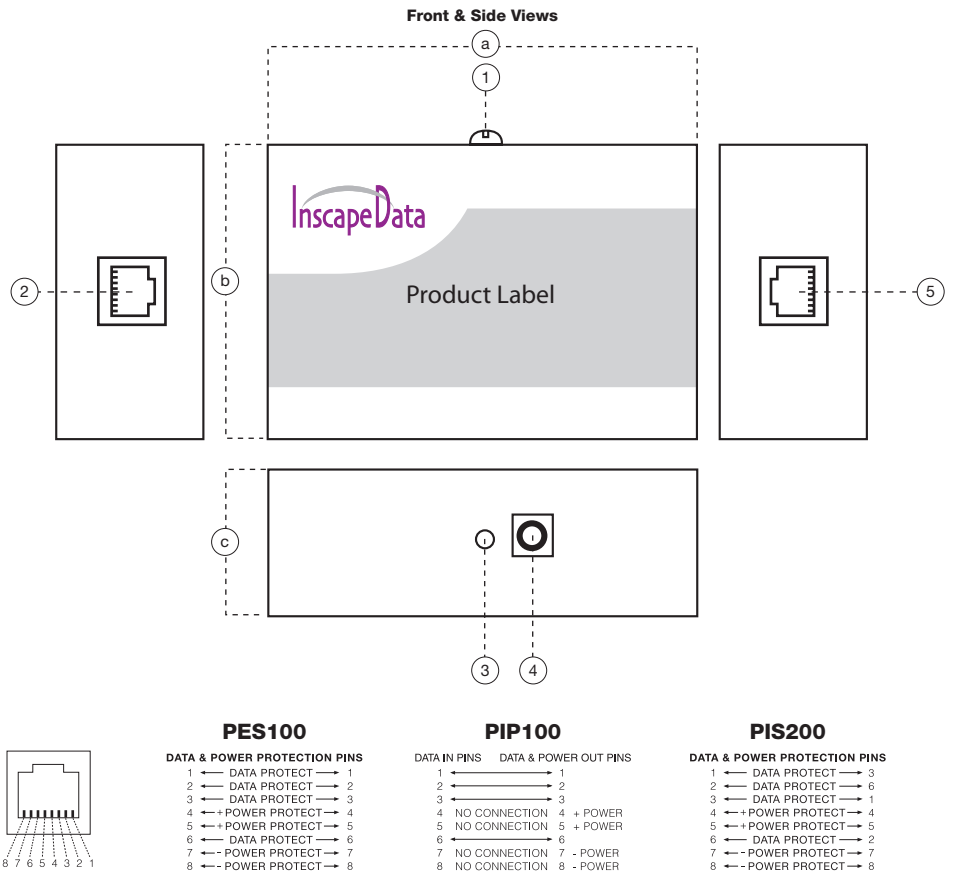 Front & Side Views
a
1
InscapeData
Product Label
2
b
5
c
3
4
PES100
DATA & POWER PROTECTION PINS
1 ← DATA PROTECT → 1
2 ← DATA PROTECT → 2
3 ← DATA PROTECT → 3
4 ←+POWER PROTECT→ 4
5 ←+POWER PROTECT→ 5
6 ← DATA PROTECT → 6
7 ←-POWER PROTECT→ 7
8 ←-POWER PROTECT→ 8
PIP100
DATA IN PINS DATA & POWER OUT PINS
1 ↔ 1
2 ↔ 2
3 ↔ 3
4 NO CONNECTION 4 + POWER
5 NO CONNECTION 5 + POWER
6 ↔ 6
7 NO CONNECTION 7 - POWER
8 NO CONNECTION 8 - POWER
PIS200
DATA & POWER PROTECTION PINS
1 ← DATA PROTECT → 3
2 ← DATA PROTECT → 6
3 ← DATA PROTECT → 1
4 ←+POWER PROTECT→ 4
5 ←+POWER PROTECT→ 5
6 ← DATA PROTECT → 2
7 ←-POWER PROTECT→ 7
8 ←-POWER PROTECT→ 8
8 7 6 5 4 3 2 1